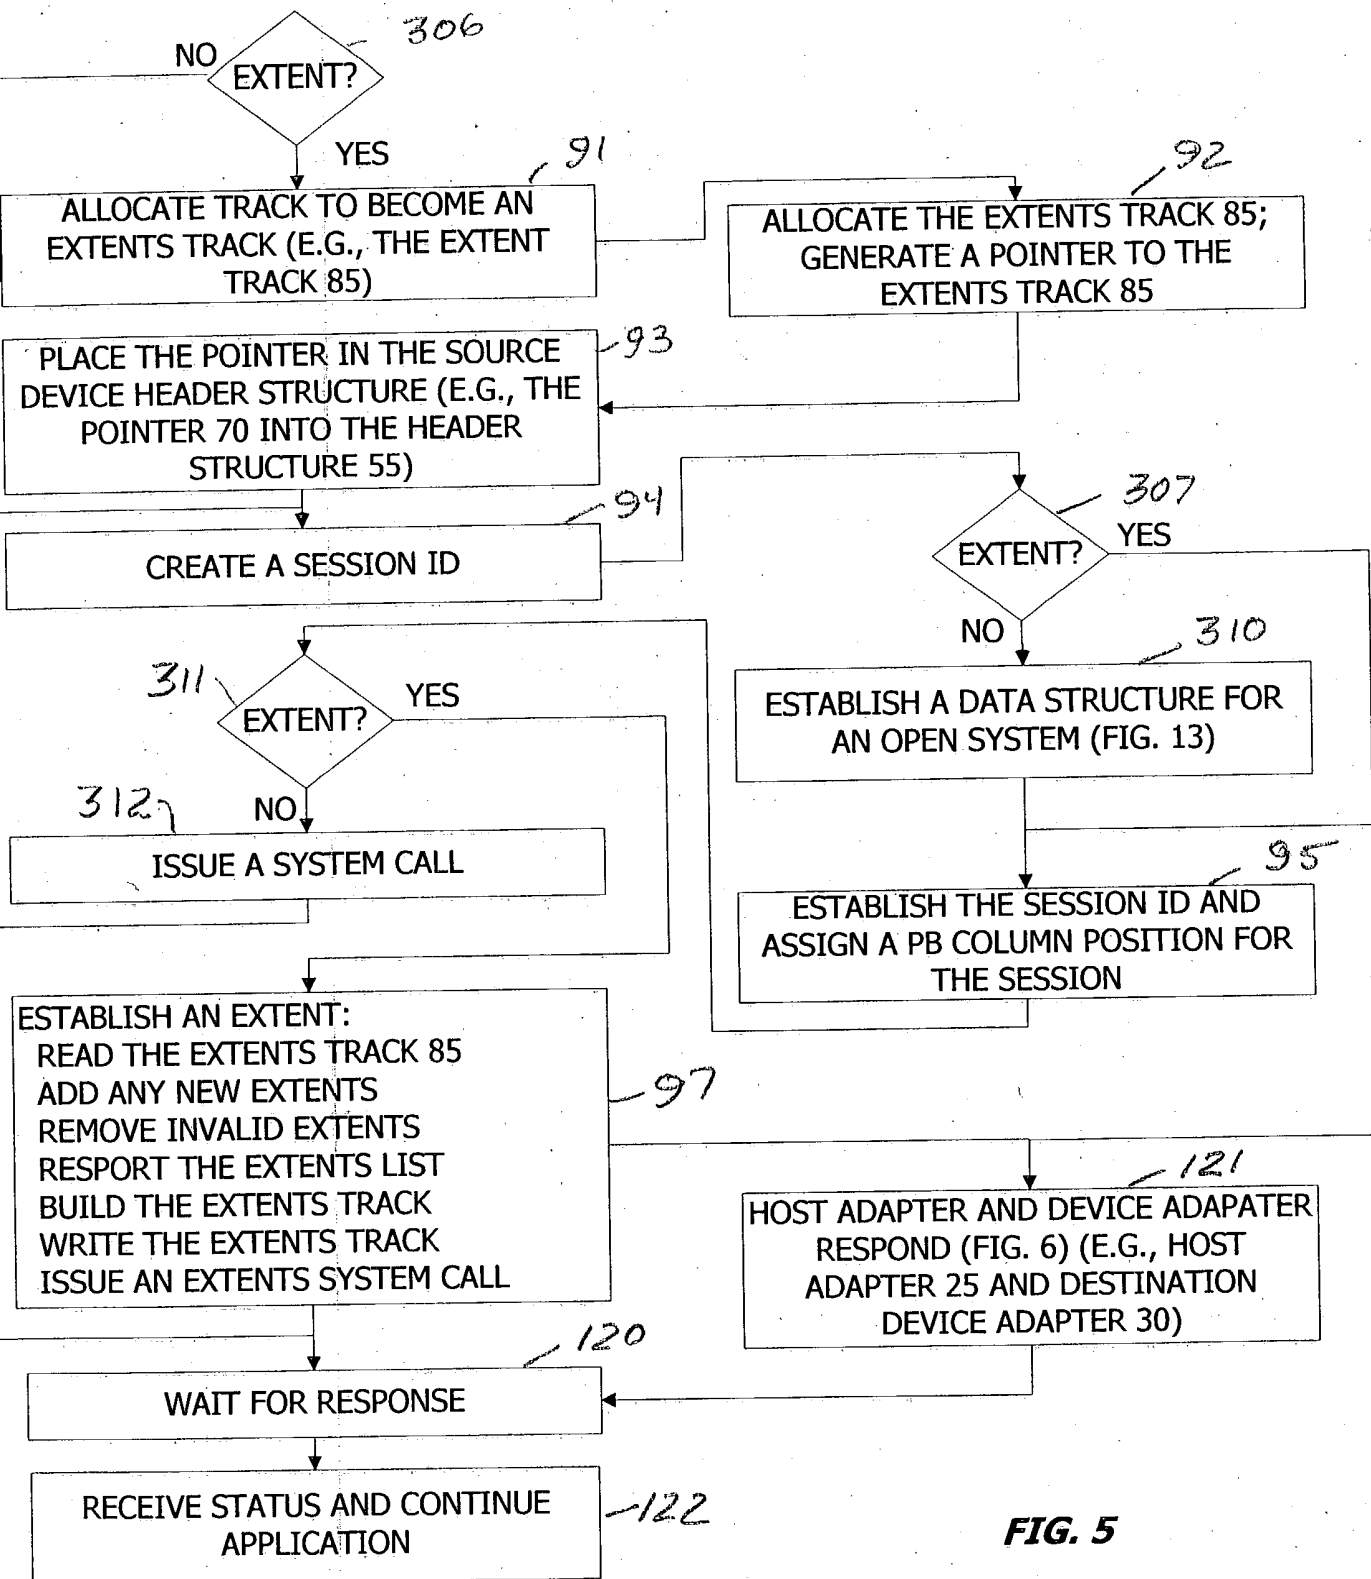 306
NO
EXTENT?
YES
91
ALLOCATE TRACK TO BECOME AN
EXTENTS TRACK (E.G., THE EXTENT
TRACK 85)
92
ALLOCATE THE EXTENTS TRACK 85;
GENERATE A POINTER TO THE
EXTENTS TRACK 85
93
PLACE THE POINTER IN THE SOURCE
DEVICE HEADER STRUCTURE (E.G., THE
POINTER 70 INTO THE HEADER
STRUCTURE 55)
94
CREATE A SESSION ID
307
EXTENT?
YES
NO
310
ESTABLISH A DATA STRUCTURE FOR
AN OPEN SYSTEM (FIG. 13)
95
ESTABLISH THE SESSION ID AND
ASSIGN A PB COLUMN POSITION FOR
THE SESSION
311
EXTENT?
YES
NO
312
ISSUE A SYSTEM CALL
ESTABLISH AN EXTENT:
READ THE EXTENTS TRACK 85
ADD ANY NEW EXTENTS
REMOVE INVALID EXTENTS
RESPORT THE EXTENTS LIST
BUILD THE EXTENTS TRACK
WRITE THE EXTENTS TRACK
ISSUE AN EXTENTS SYSTEM CALL
97
121
HOST ADAPTER AND DEVICE ADAPATER
RESPOND (FIG. 6) (E.G., HOST
ADAPTER 25 AND DESTINATION
DEVICE ADAPTER 30)
120
WAIT FOR RESPONSE
RECEIVE STATUS AND CONTINUE
APPLICATION
122
FIG. 5